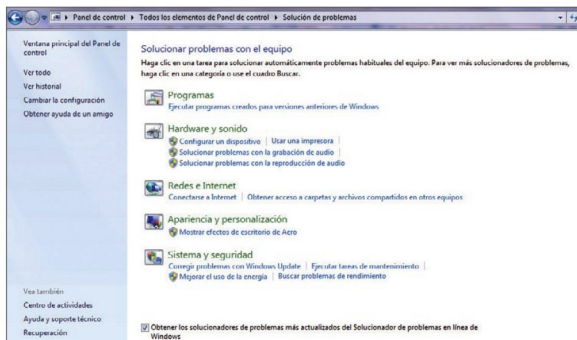 Panel de control ▸ Todos los elementos de Panel de control ▸ Solución de problemas
Ventana principal del Panel de
control
Ver todo
Ver historial
Cambiar la configuración
Obtener ayuda de un amigo
Vea también
Centro de actividades
Ayuda y soporte técnico
Recuperación
Solucionar problemas con el equipo
Haga clic en una tarea para solucionar automáticamente problemas habituales del equipo. Para ver más solucionadores de problemas,
haga clic en una categoría o use el cuadro Buscar.
Programas
Ejecutar programas creados para versiones anteriores de Windows
Hardware y sonido
Configurar un dispositivo | Usar una impresora
Solucionar problemas con la grabación de audio |
Solucionar problemas con la reproducción de audio
Redes e Internet
Conectarse a Internet | Obtener acceso a carpetas y archivos compartidos en otros equipos
Apariencia y personalización
Mostrar efectos de escritorio de Aero
Sistema y seguridad
Corregir problemas con Windows Update | Ejecutar tareas de mantenimiento |
Mejorar el uso de la energía | Buscar problemas de rendimiento
Obtener los solucionadores de problemas más actualizados del Solucionador de problemas en línea de
Windows